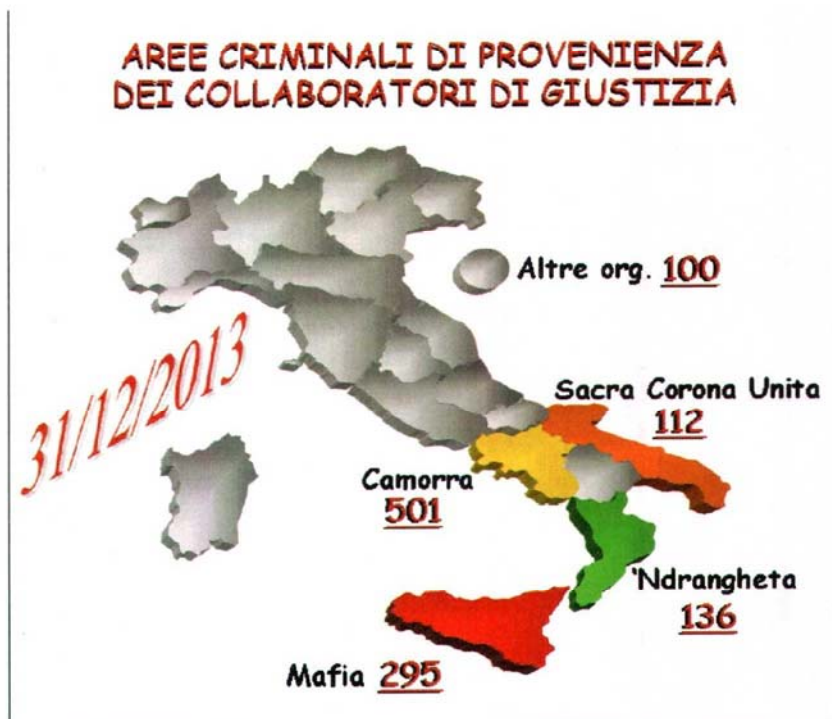 AREE CRIMINALI DI PROVENIENZA
DEI COLLABORATORI DI GIUSTIZIA
Altre org. 100
31/12/2013
Sacra Corona Unita
112
Camorra
501
'Ndrangheta
136
Mafia 295